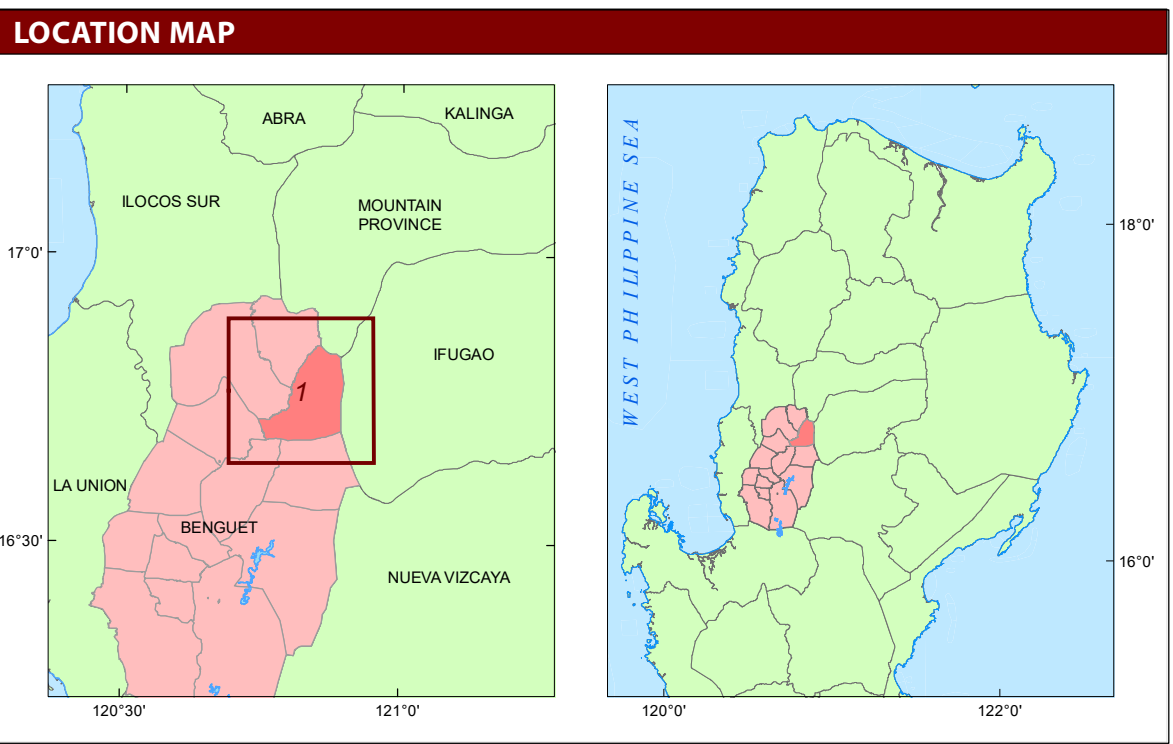 LOCATION MAP
ABRA
KALINGA
ILOCOS SUR
MOUNTAIN
PROVINCE
17°0'
IFUGAO
1
LA UNION
BENGUET
16°30'
NUEVA VIZCAYA
120°30'
121°0'
WEST PHILIPPINE SEA
18°0'
16°0'
120°0'
122°0'